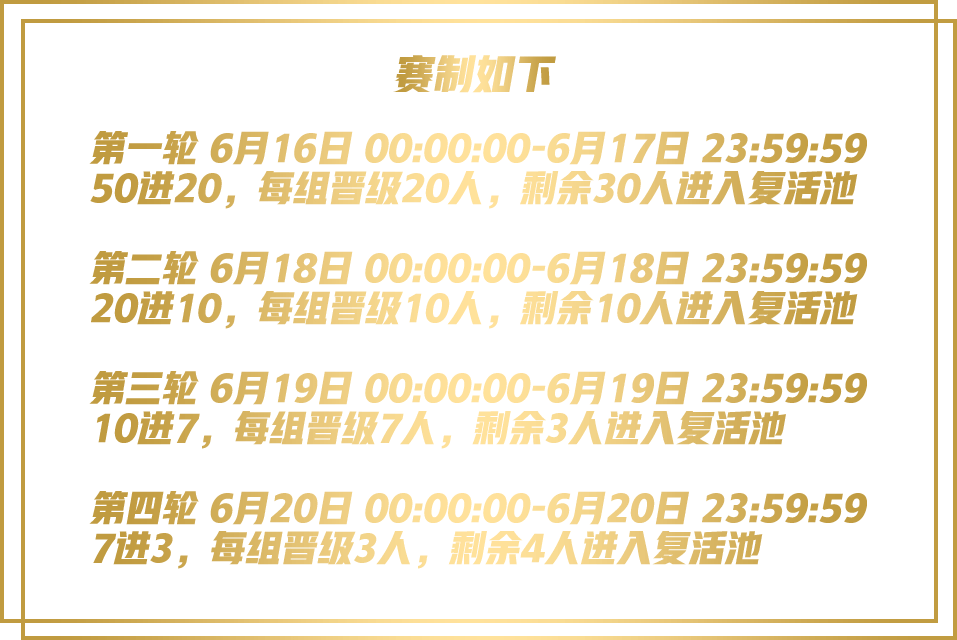 赛制如下
第一轮 6月16日 00:00:00-6月17日 23:59:59
50进20，每组晋级20人，剩余30人进入复活池
第二轮 6月18日 00:00:00-6月18日 23:59:59
20进10，每组晋级10人，剩余10人进入复活池
第三轮 6月19日 00:00:00-6月19日 23:59:59
10进7，每组晋级7人，剩余3人进入复活池
第四轮 6月20日 00:00:00-6月20日 23:59:59
7进3，每组晋级3人，剩余4人进入复活池